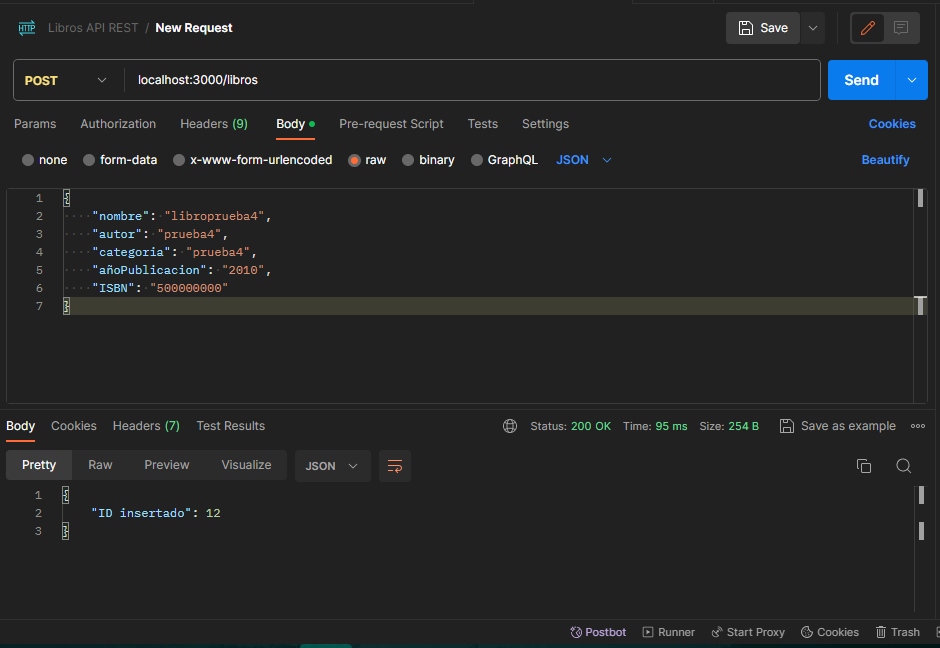 HTTP Libros API REST / New Request Save
POST localhost:3000/libros Send
Params Authorization Headers (9) Body Pre-request Script Tests Settings Cookies
none form-data x-www-form-urlencoded raw binary GraphQL JSON Beautify
1 {
2 ····"nombre":·"libroprueba4",
3 ····"autor":·"prueba4",
4 ····"categoria":·"prueba4",
5 ····"añoPublicacion":·"2010",
6 ····"ISBN":·"500000000"
7 }
Body Cookies Headers (7) Test Results Status: 200 OK Time: 95 ms Size: 254 B Save as example
Pretty Raw Preview Visualize JSON
1 {
2 "ID insertado": 12
3 }
Postbot Runner Start Proxy Cookies Trash